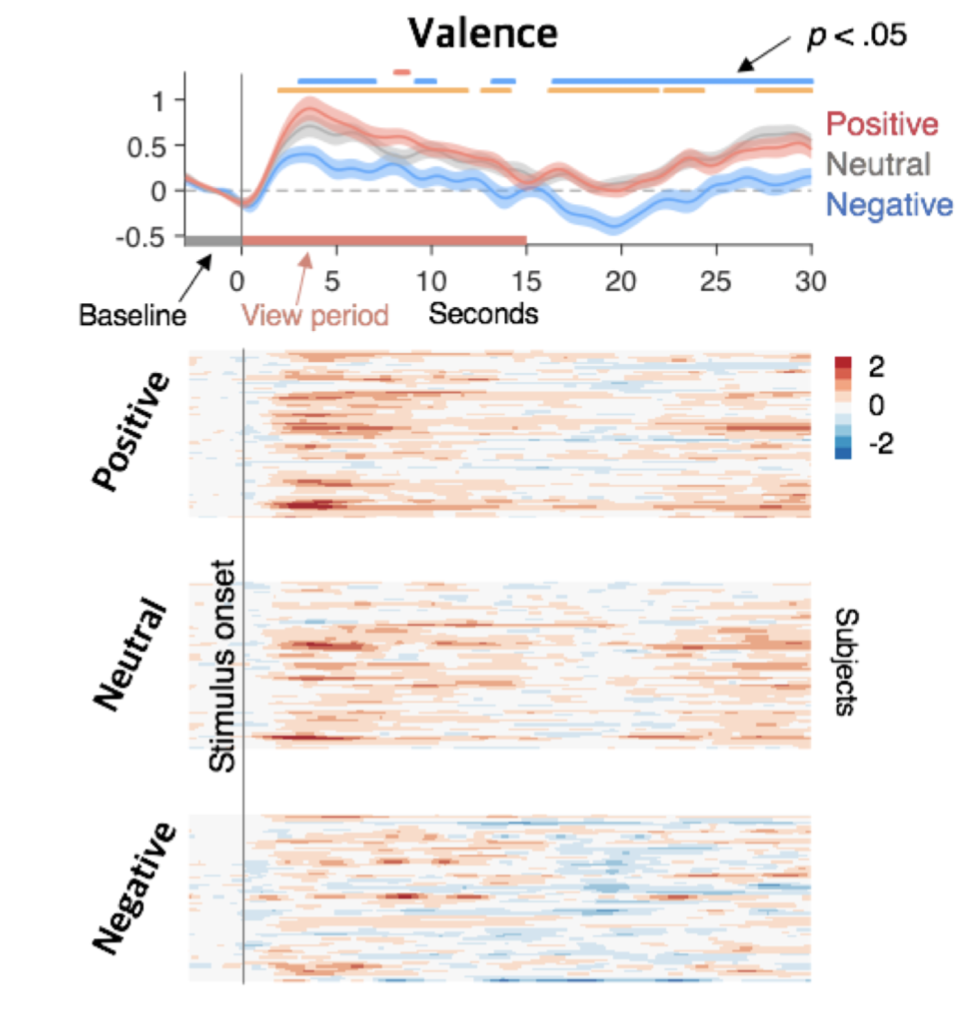 Valence
p < .05
1
0.5
0
-0.5
Positive
Neutral
Negative
0 5 10 15 20 25 30
Baseline
View period
Seconds
Positive
2
0
-2
Neutral
Stimulus onset
Subjects
Negative